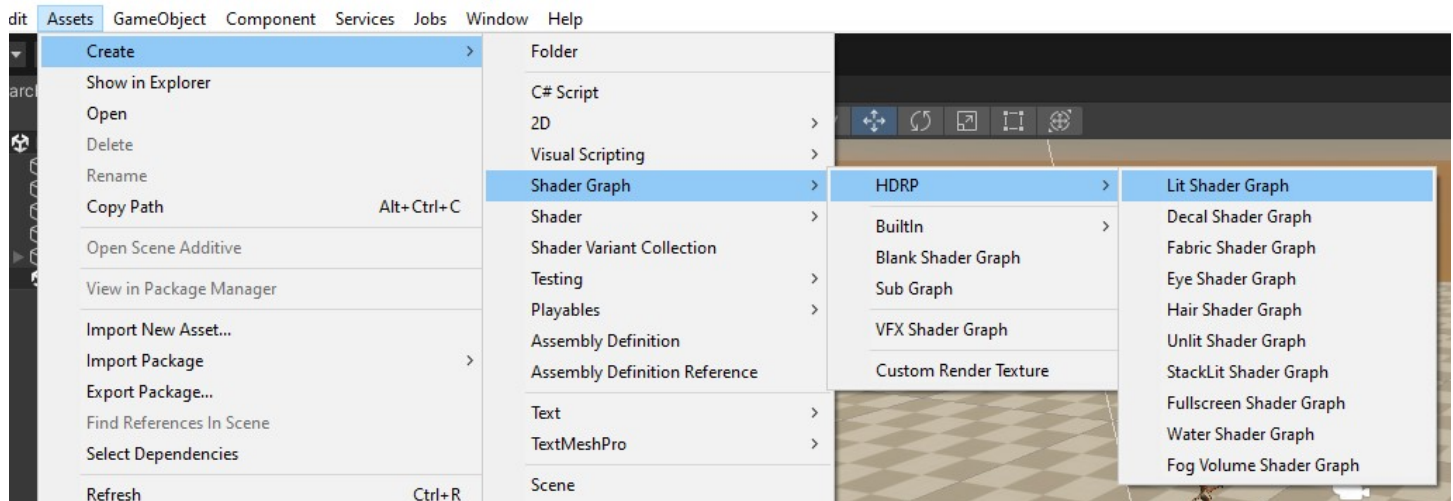 dit Assets GameObject Component Services Jobs Window Help
arch
Create
Show in Explorer
Open
Delete
Rename
Copy Path Alt+Ctrl+C
Open Scene Additive
View in Package Manager
Import New Asset...
Import Package
Export Package...
Find References In Scene
Select Dependencies
Refresh Ctrl+R
Folder
C# Script
2D
Visual Scripting
Shader Graph
Shader
Shader Variant Collection
Testing
Playables
Assembly Definition
Assembly Definition Reference
Text
TextMeshPro
Scene
HDRP
BuiltIn
Blank Shader Graph
Sub Graph
VFX Shader Graph
Custom Render Texture
Lit Shader Graph
Decal Shader Graph
Fabric Shader Graph
Eye Shader Graph
Hair Shader Graph
Unlit Shader Graph
StackLit Shader Graph
Fullscreen Shader Graph
Water Shader Graph
Fog Volume Shader Graph